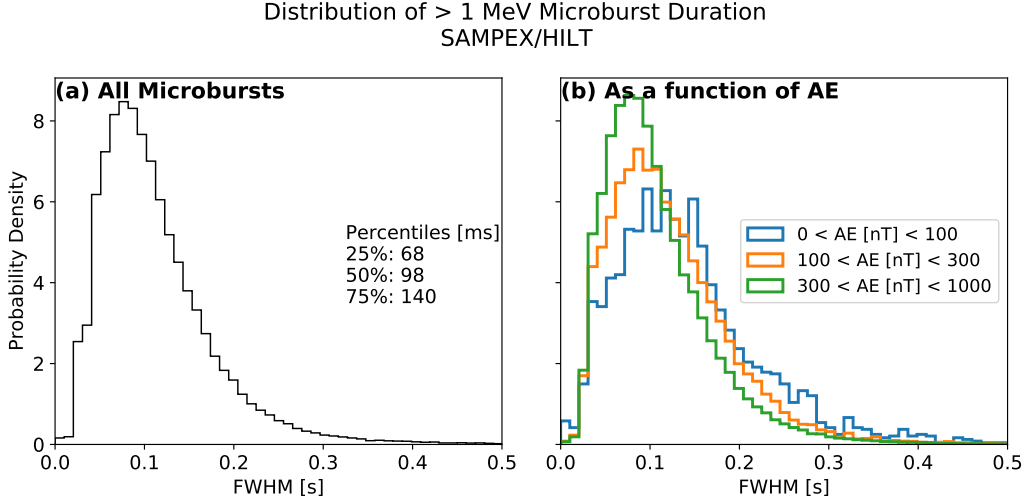 Distribution of > 1 MeV Microburst Duration
SAMPEX/HILT
(a) All Microbursts
Probability Density
8
6
4
2
0
Percentiles [ms]
25%: 68
50%: 98
75%: 140
0.0 0.1 0.2 0.3 0.4 0.5
FWHM [s]
(b) As a function of AE
0 < AE [nT] < 100
100 < AE [nT] < 300
300 < AE [nT] < 1000
0.0 0.1 0.2 0.3 0.4 0.5
FWHM [s]